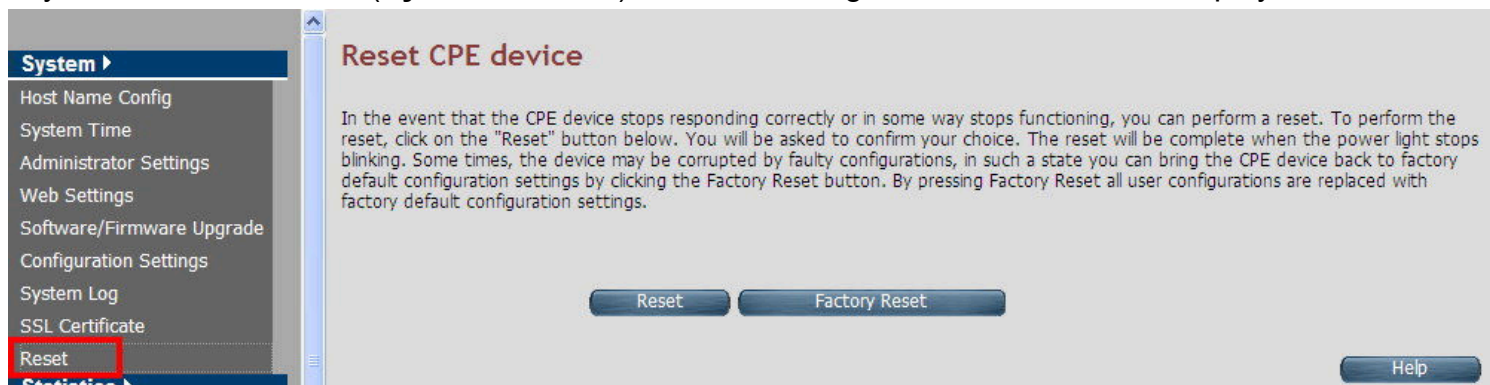 System
Host Name Config
System Time
Administrator Settings
Web Settings
Software/Firmware Upgrade
Configuration Settings
System Log
SSL Certificate
Reset
Reset CPE device
In the event that the CPE device stops responding correctly or in some way stops functioning, you can perform a reset. To perform the
reset, click on the "Reset" button below. You will be asked to confirm your choice. The reset will be complete when the power light stops
blinking. Some times, the device may be corrupted by faulty configurations, in such a state you can bring the CPE device back to factory
default configuration settings by clicking the Factory Reset button. By pressing Factory Reset all user configurations are replaced with
factory default configuration settings.
Reset Factory Reset
Help